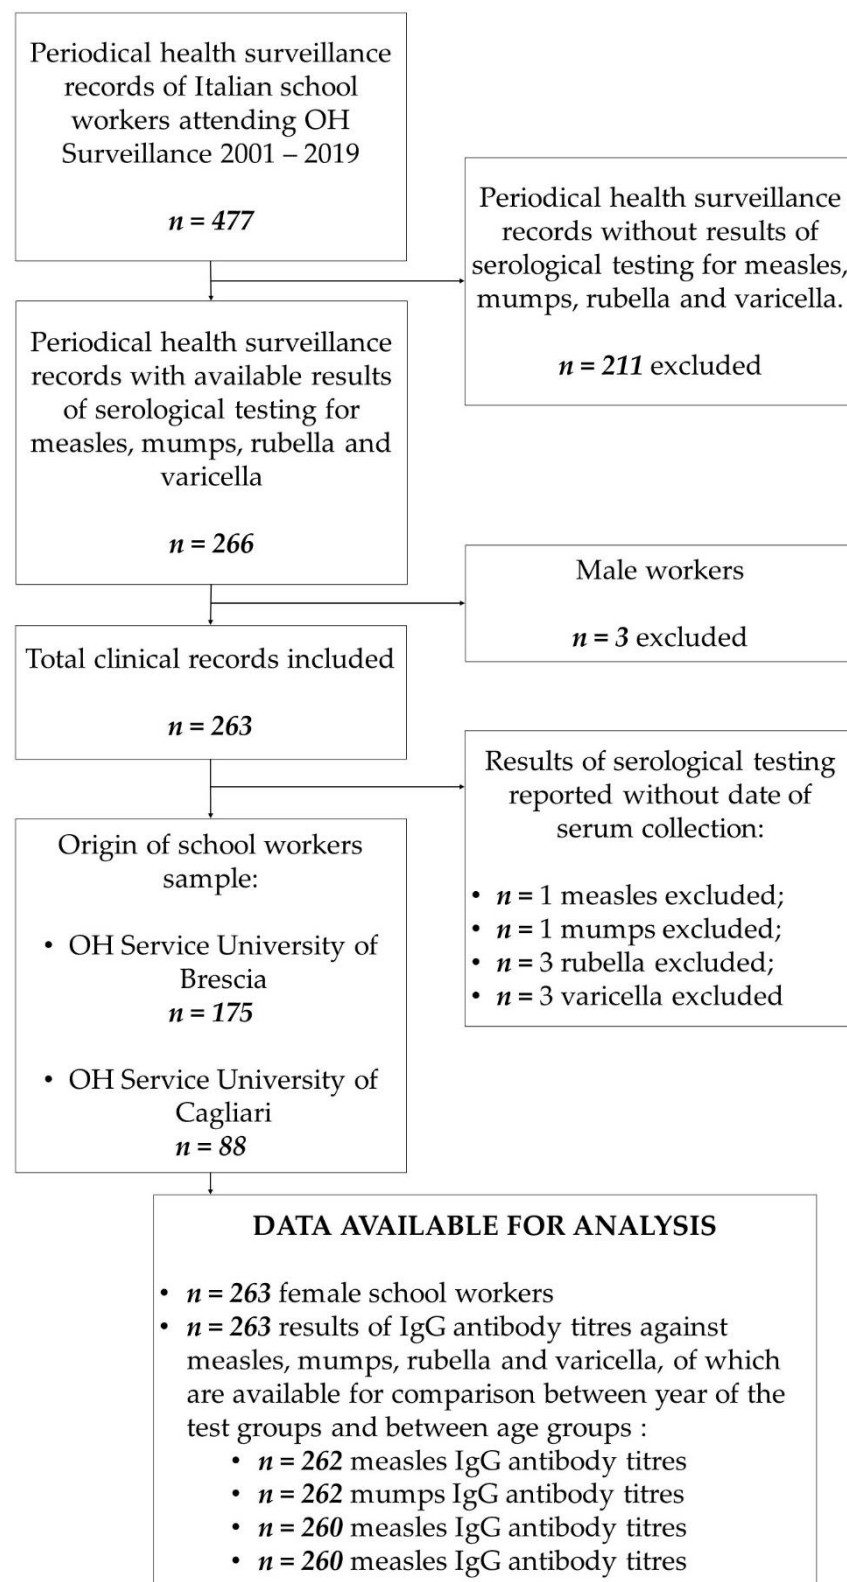 Periodical health surveillance
records of Italian school
workers attending OH
Surveillance 2001 – 2019
n = 477
Periodical health surveillance
records without results of
serological testing for measles,
mumps, rubella and varicella.
n = 211 excluded
Periodical health surveillance
records with available results
of serological testing for
measles, mumps, rubella and
varicella
n = 266
Male workers
n = 3 excluded
Total clinical records included
n = 263
Results of serological testing
reported without date of
serum collection:
• n = 1 measles excluded;
• n = 1 mumps excluded;
• n = 3 rubella excluded;
• n = 3 varicella excluded
Origin of school workers
sample:
• OH Service University of
Brescia
n = 175
• OH Service University of
Cagliari
n = 88
DATA AVAILABLE FOR ANALYSIS
• n = 263 female school workers
• n = 263 results of IgG antibody titres against
measles, mumps, rubella and varicella, of which
are available for comparison between year of the
test groups and between age groups :
• n = 262 measles IgG antibody titres
• n = 262 mumps IgG antibody titres
• n = 260 measles IgG antibody titres
• n = 260 measles IgG antibody titres